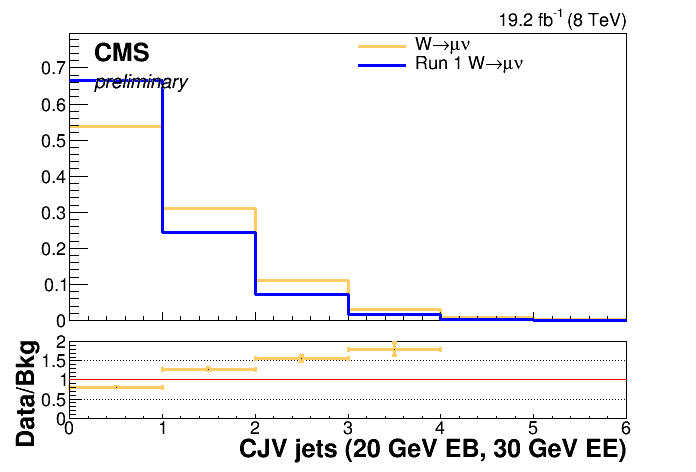 19.2 fb⁻¹ (8 TeV)
CMS
preliminary
W→μν
Run 1 W→μν
0.7
0.6
0.5
0.4
0.3
0.2
0.1
0
2
1.5
1
0.5
0
Data/Bkg
0 1 2 3 4 5 6
CJV jets (20 GeV EB, 30 GeV EE)